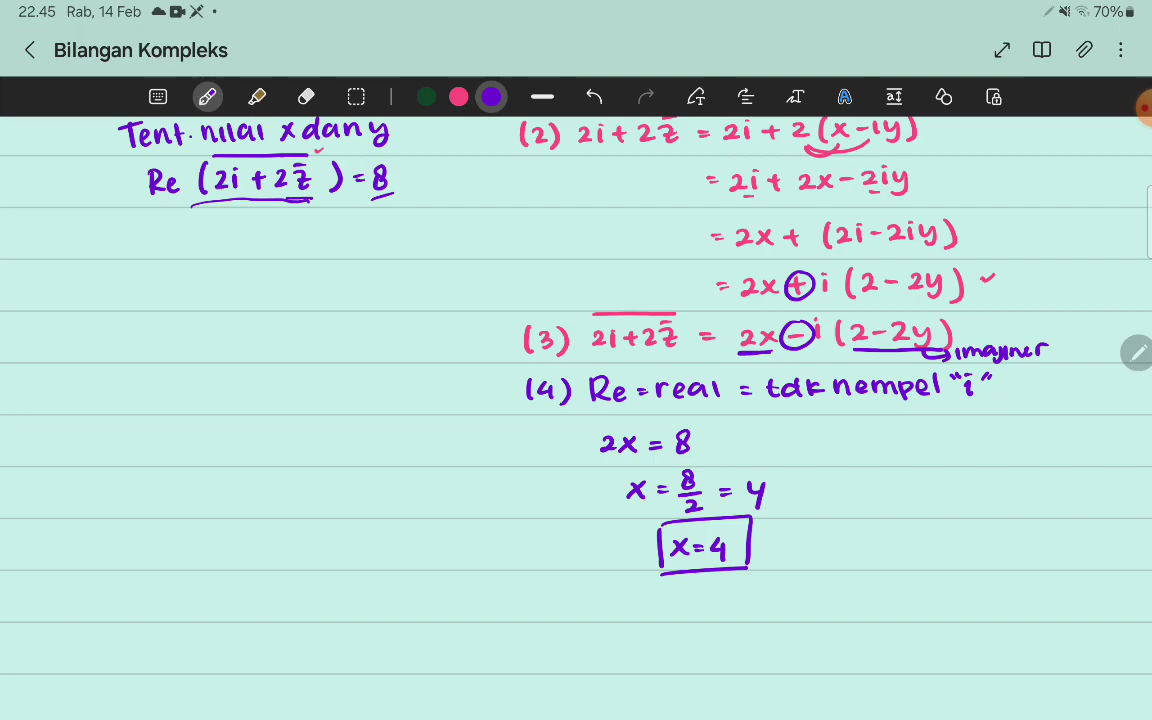 22.45 Rab, 14 Feb
70%
Bilangan Kompleks
Tent. nilai x dan y
Re (\overline{2i + 2z̄}) = 8
(2) 2i + 2z̄ = 2i + 2(x - iy)
= 2i + 2x - 2iy
= 2x + (2i - 2iy)
= 2x + i (2 - 2y) ✓
(3) \overline{2i + 2z̄} = 2x - i (2 - 2y)
imajiner
(4) Re = real = tdk nempel "i"
2x = 8
x = 8/2 = 4
x = 4